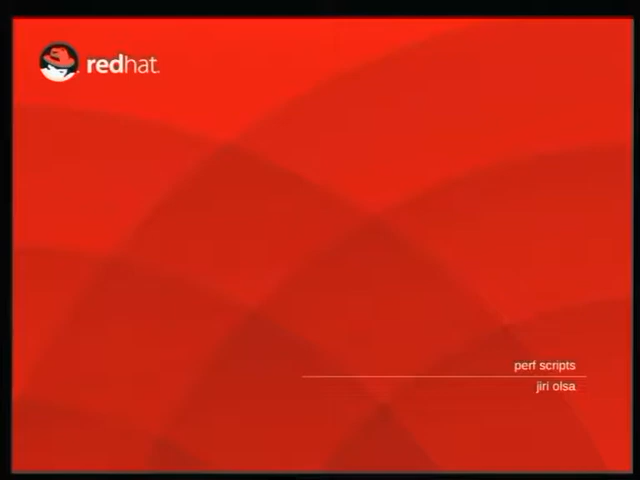 redhat.
perf scripts
jiri olsa